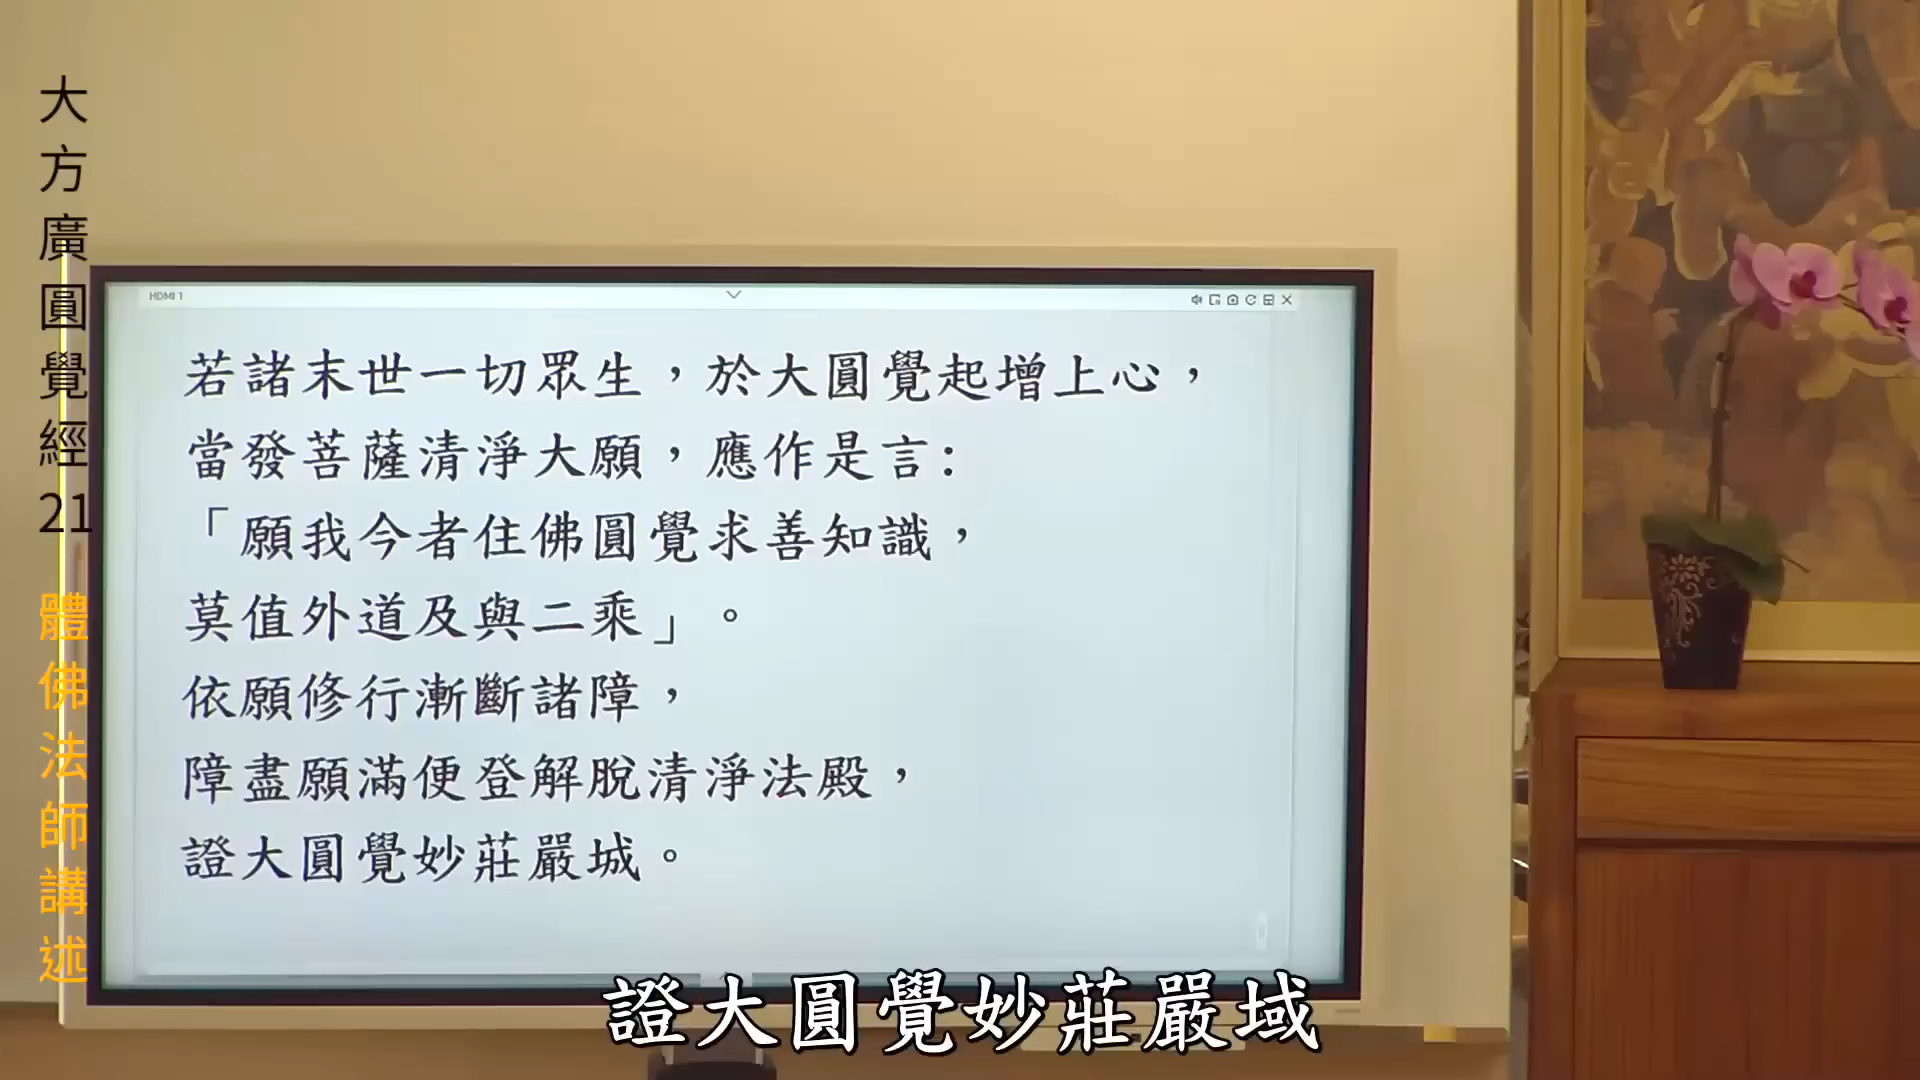 大方廣圓覺經21 體佛法師講述
HDMI 1
若諸末世一切眾生，於大圓覺起增上心，
當發菩薩清淨大願，應作是言：
「願我今者住佛圓覺求善知識，
莫值外道及與二乘」。
依願修行漸斷諸障，
障盡願滿便登解脫清淨法殿，
證大圓覺妙莊嚴城。
證大圓覺妙莊嚴域